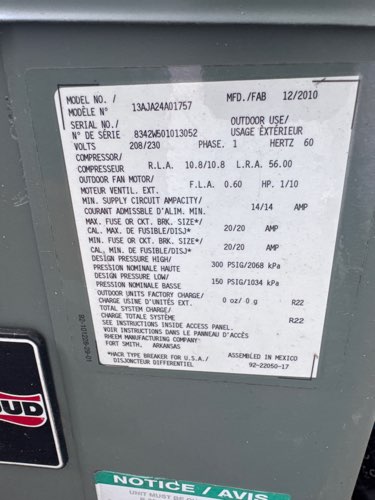 MODEL NO. / 13AJA24A01757 MFD./FAB 12/2010
MODÈLE N° /
SERIAL NO./ OUTDOOR USE/
N° DE SÉRIE 8342W501013052 USAGE EXTÉRIEUR
VOLTS 208/230 PHASE. 1 HERTZ 60
COMPRESSOR/
COMPRESSEUR R.L.A. 10.8/10.8 L.R.A. 56.00
OUTDOOR FAN MOTOR/
MOTEUR VENTIL. EXT. F.L.A. 0.60 HP. 1/10
MIN. SUPPLY CIRCUIT AMPACITY/
COURANT ADMISSBLE D'ALIM. MIN. 14/14 AMP
MAX. FUSE OR CKT. BRK. SIZE*/
CAL. MAX. DE FUSIBLE/DISJ* 20/20 AMP
MIN. FUSE OR CKT. BRK. SIZE*/
CAL. MIN. DE FUSIBLE/DISJ* 20/20 AMP
DESIGN PRESSURE HIGH/
PRESSION NOMINALE HAUTE 300 PSIG/2068 kPa
DESIGN PRESSURE LOW/
PRESSION NOMINALE BASSE 150 PSIG/1034 kPa
OUTDOOR UNITS FACTORY CHARGE/
CHARGE USINE D'UNITÉS EXT. 0 oz/0 g R22
TOTAL SYSTEM CHARGE/
CHARGE TOTALE SYSTÈME R22
SEE INSTRUCTIONS INSIDE ACCESS PANEL.
VOIR INSTRUCTIONS DANS LE PANNEAU D'ACCÈS
RHEEM MANUFACTURING COMPANY
FORT SMITH, ARKANSAS
*HACR TYPE BREAKER FOR U.S.A./ ASSEMBLED IN MEXICO
DISJONCTEUR DIFFERENTIEL 92-22050-17
UD
NOTICE / AVIS
UNIT MUST BE